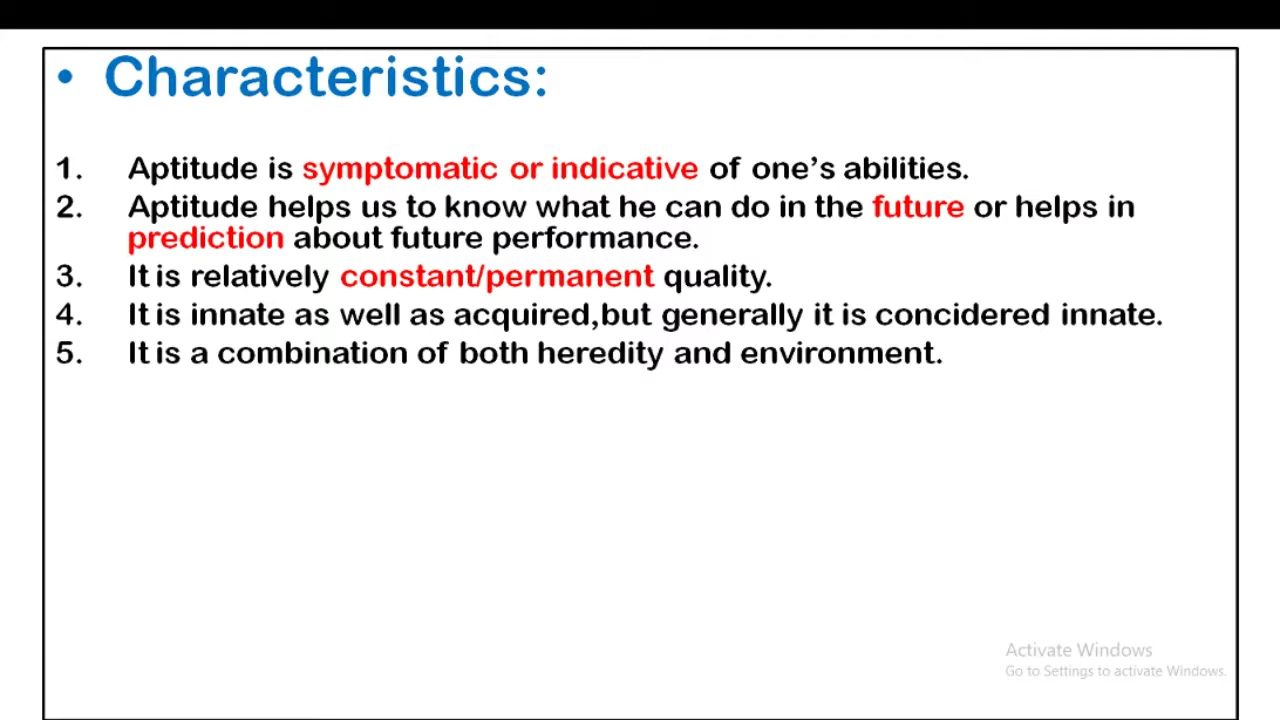 • Characteristics:
1. Aptitude is symptomatic or indicative of one’s abilities.
2. Aptitude helps us to know what he can do in the future or helps in
prediction about future performance.
3. It is relatively constant/permanent quality.
4. It is innate as well as acquired,but generally it is concidered innate.
5. It is a combination of both heredity and environment.
Activate Windows
Go to Settings to activate Windows.